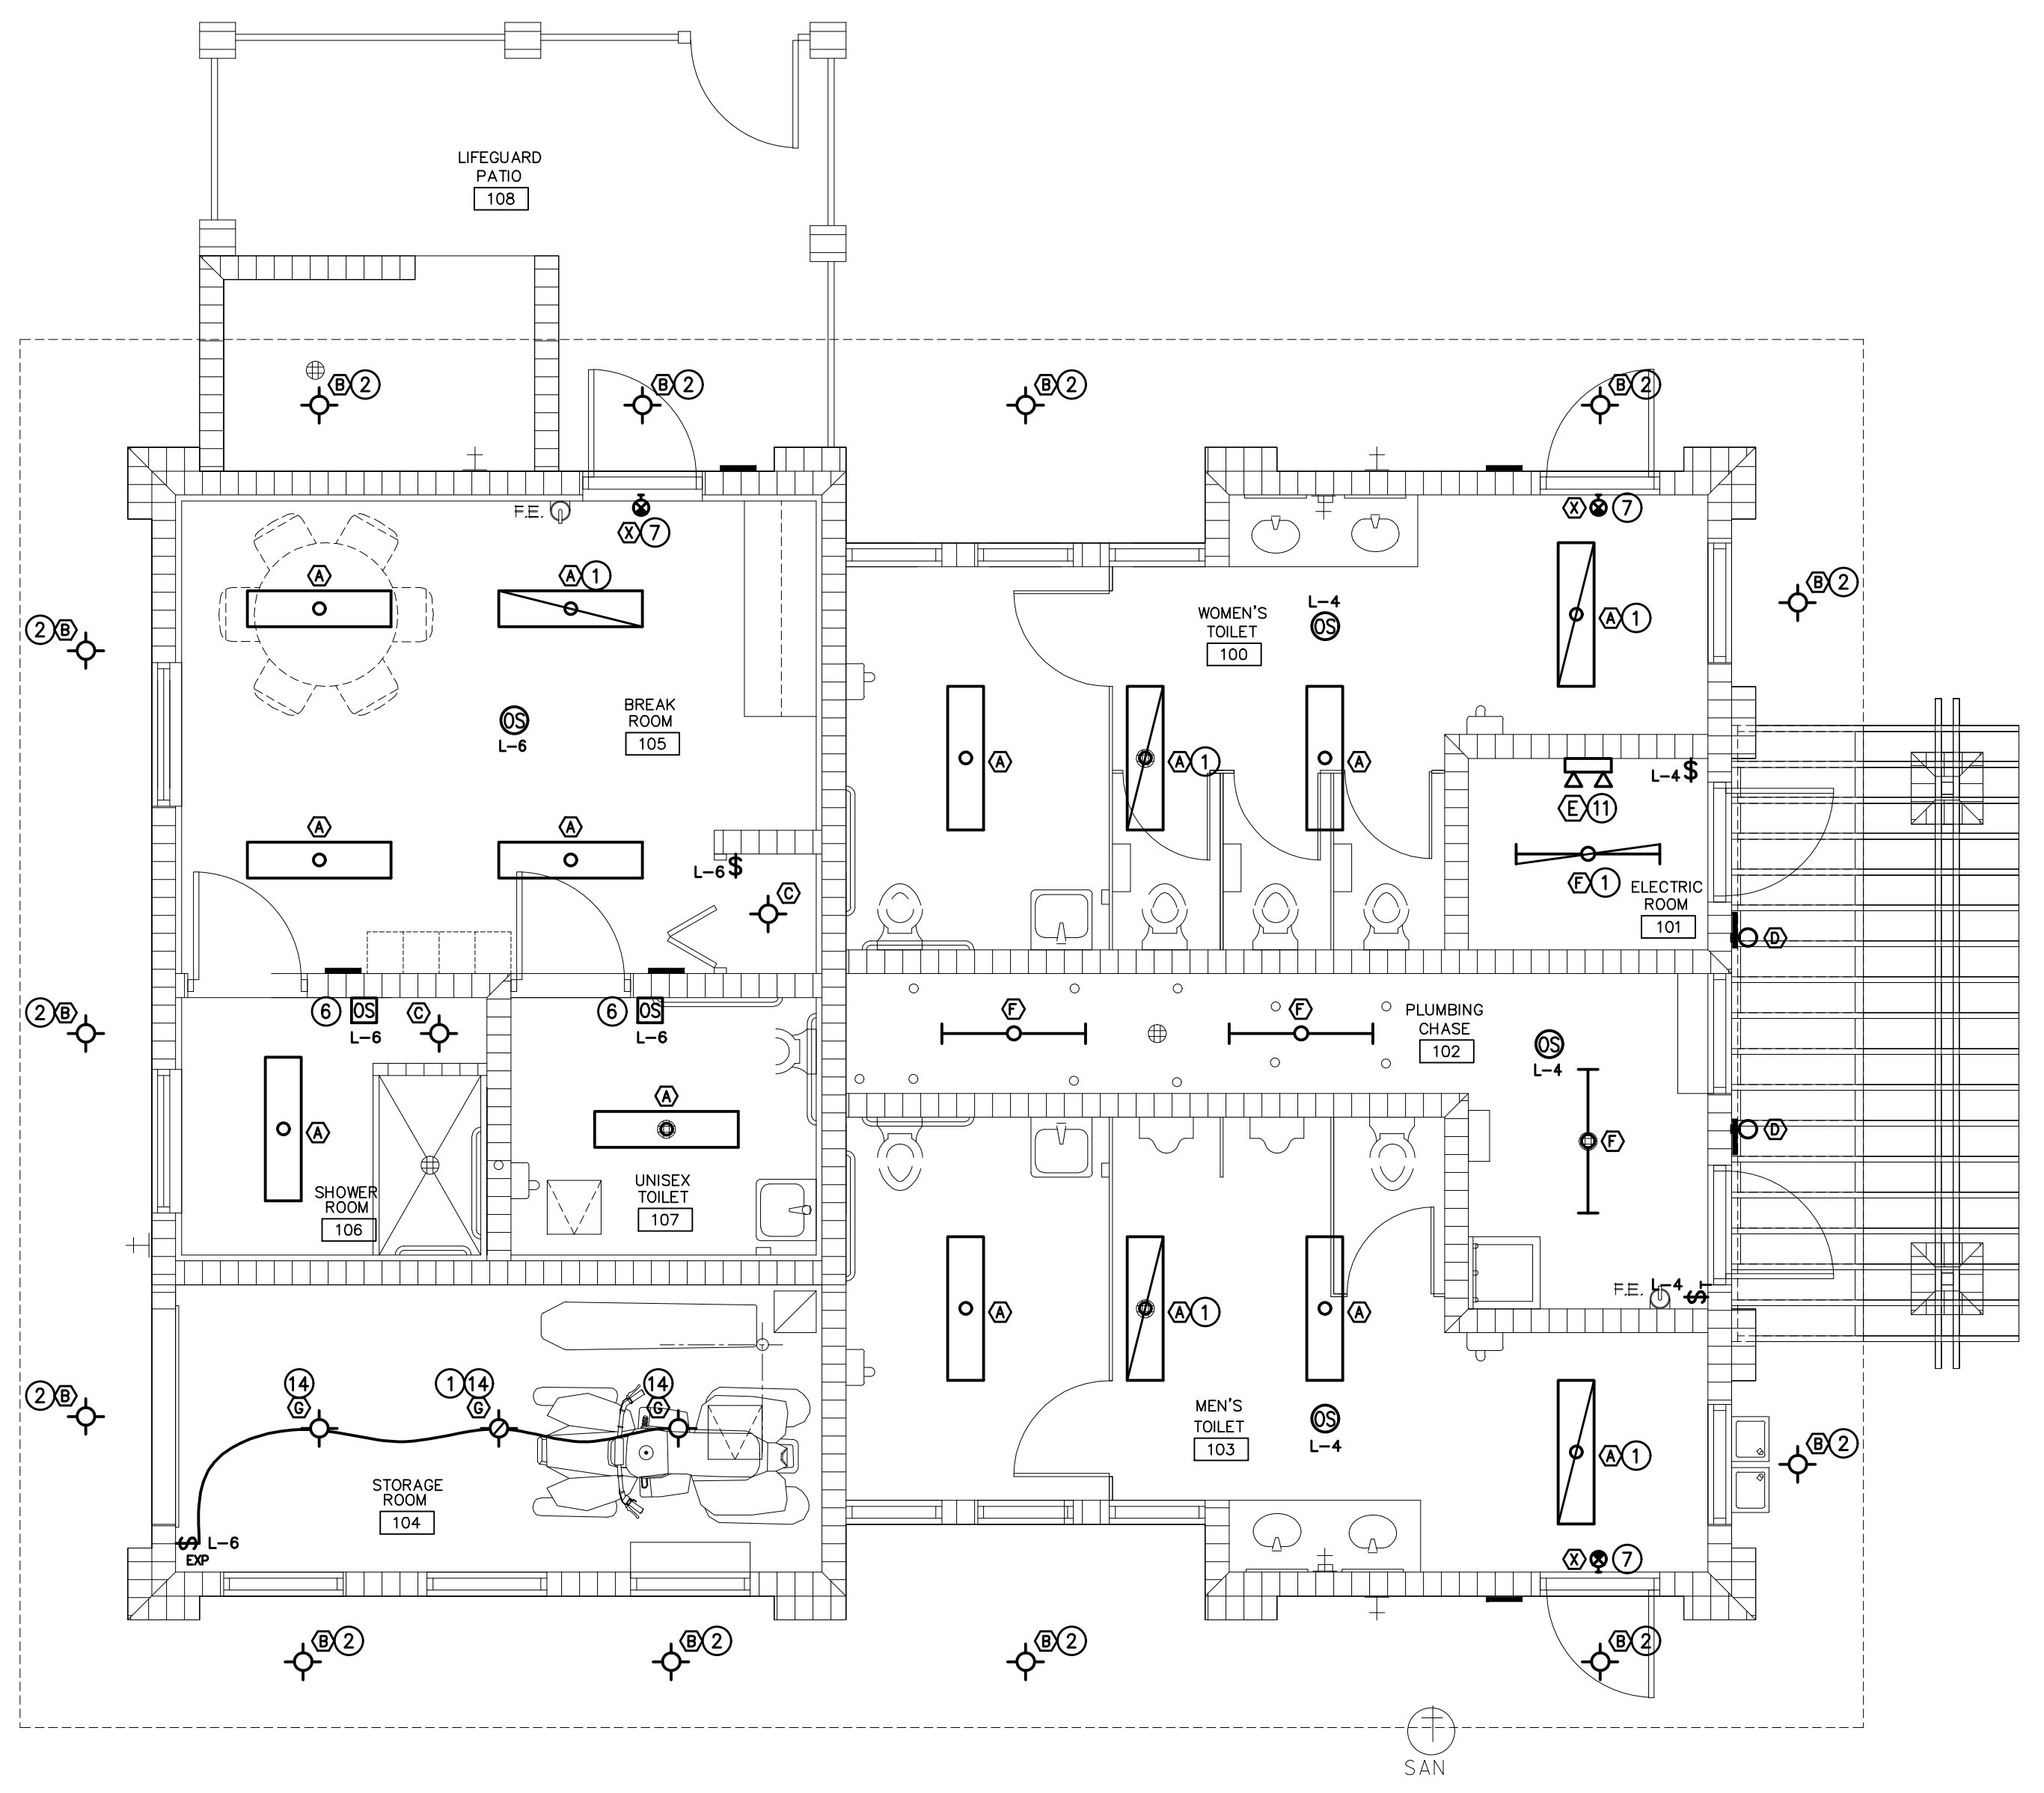 LIFEGUARD
PATIO
108
B 2
B 2
B 2
B 2
F.E.
X 7
X 7
A
A 1
2 B
L-4
OS
WOMEN'S
TOILET
100
A 1
B 2
OS
L-6
BREAK
ROOM
105
A
A 1
A
L-4 $
E 11
A
A
L-6 $
C
F 1
ELECTRIC
ROOM
101
D
2 B
6 OS
L-6
C
6 OS
L-6
F
F
PLUMBING
CHASE
102
OS
L-4
A
A
D
F
SHOWER
ROOM
106
UNISEX
TOILET
107
F.E.
L-4
$T
A
A 1
A
2 B
14
G
1 14
G
14
G
MEN'S
TOILET
103
OS
L-4
A 1
B 2
STORAGE
ROOM
104
$ L-6
EXP
X 7
B 2
B 2
B 2
B 2
SAN